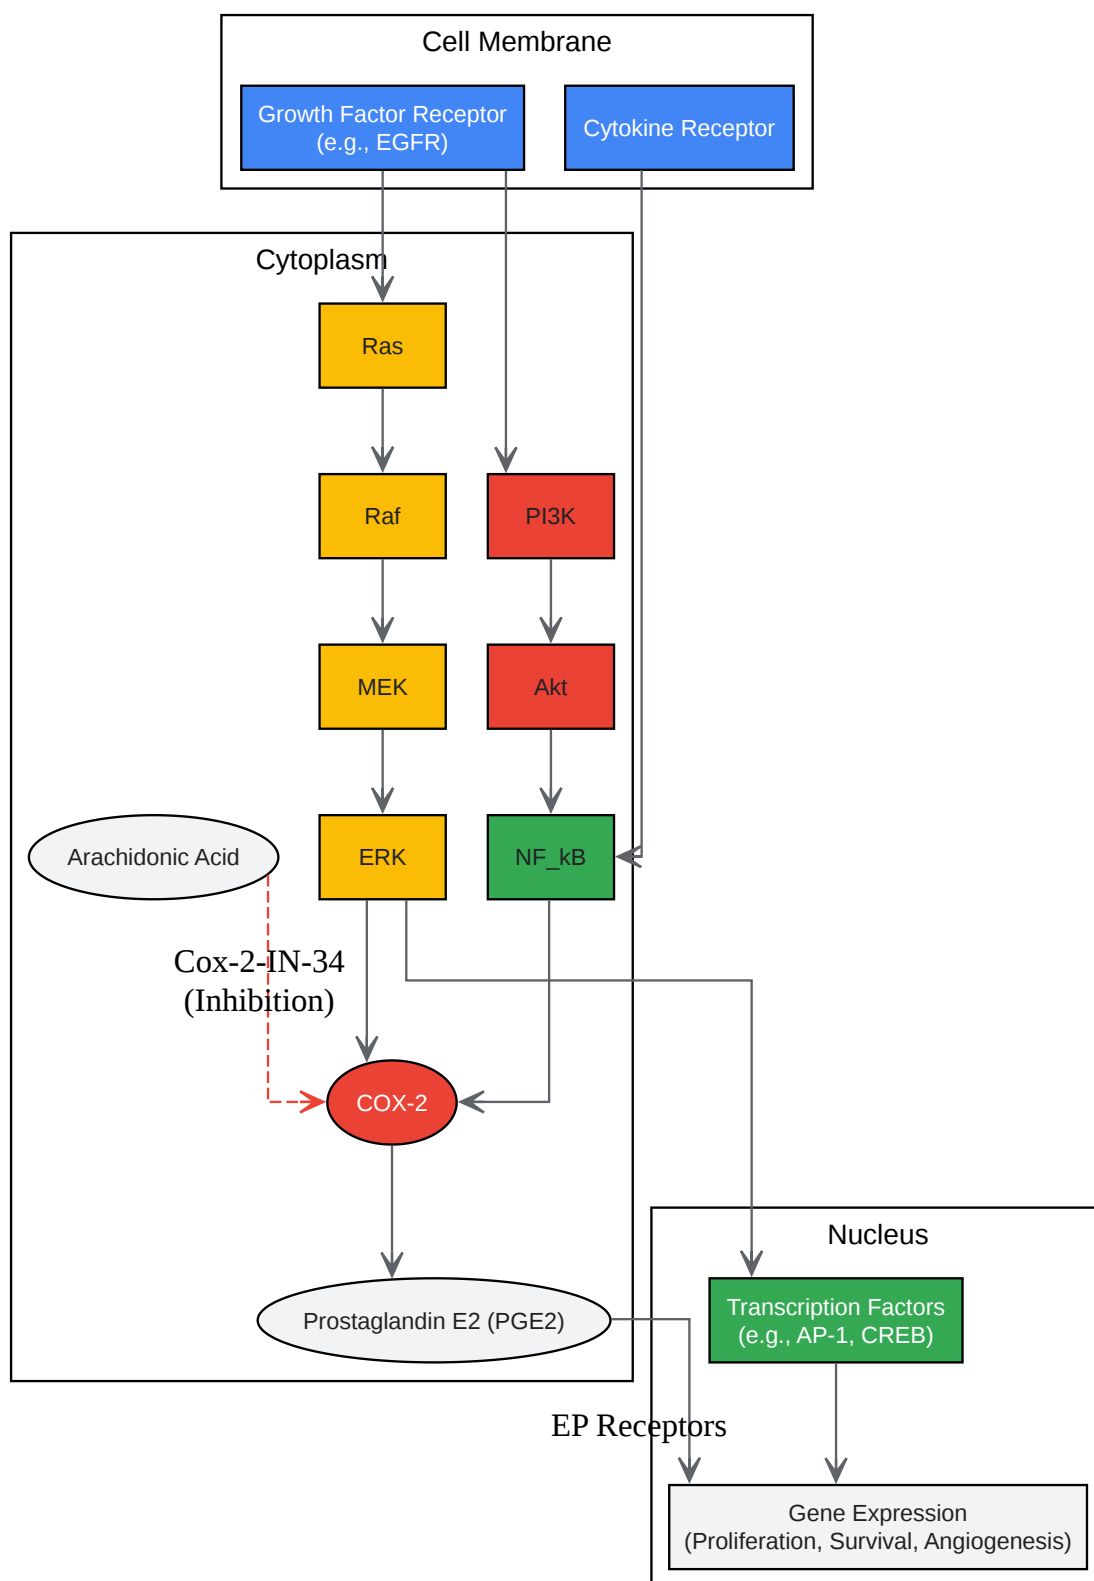 Cell Membrane
Growth Factor Receptor
(e.g., EGFR)
Cytokine Receptor
Cytoplasm
Ras
Raf
PI3K
MEK
Akt
Arachidonic Acid
ERK
NF_kB
Cox-2-IN-34
(Inhibition)
COX-2
Nucleus
Prostaglandin E2 (PGE2)
Transcription Factors
(e.g., AP-1, CREB)
EP Receptors
Gene Expression
(Proliferation, Survival, Angiogenesis)